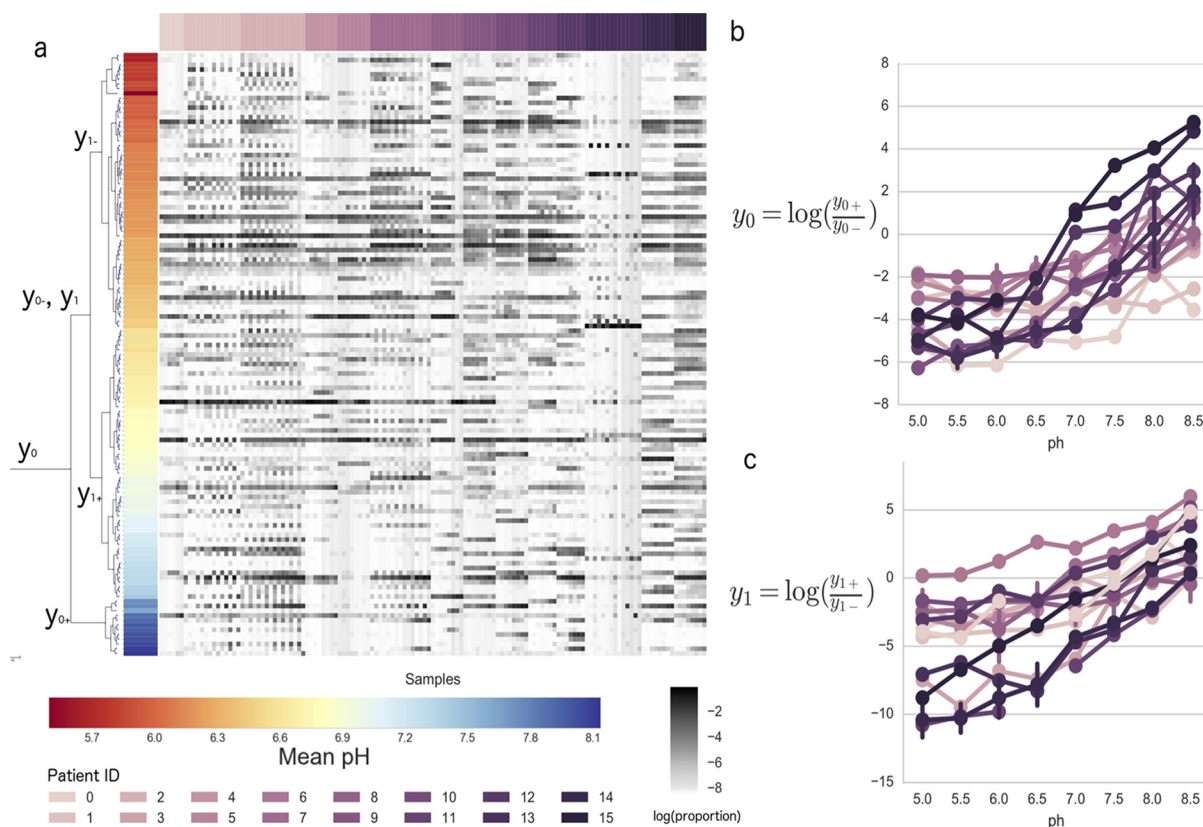 a
y1-
y0-, y1
y0
y1+
y0+
Samples
5.7 6.0 6.3 6.6 6.9 7.2 7.5 7.8 8.1
Mean pH
Patient ID
0 2 4 6 8 10 12 14
1 3 5 7 9 11 13 15
−2
−4
−6
−8
log(proportion)
b
y0 = log(y0+/y0−)
8
6
4
2
0
−2
−4
−6
−8
5.0 5.5 6.0 6.5 7.0 7.5 8.0 8.5
ph
c
y1 = log(y1+/y1−)
5
0
−5
−10
−15
5.0 5.5 6.0 6.5 7.0 7.5 8.0 8.5
ph